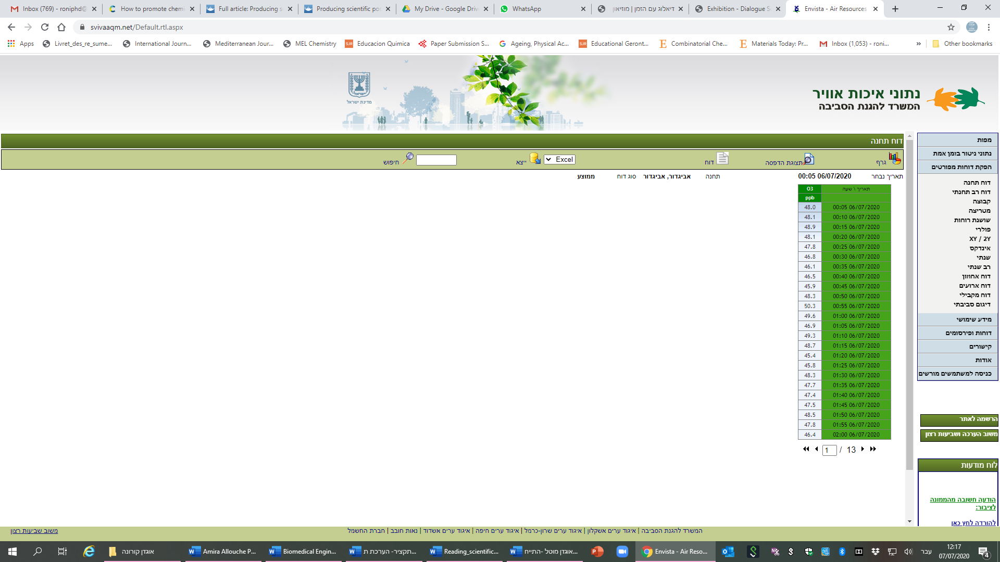 Inbox (769) - roniphd@
How to promote chemi
Full article: Producing s
Producing scientific pos
My Drive - Google Driv
WhatsApp
דיאלוג עם הזמן | מוזיאון
Exhibition - Dialogue S
Envista - Air Resources
svivaaqm.net/Default.rtl.aspx
Apps
Livret_des_re_sume...
International Journ...
Mediterranean Jour...
MEL Chemistry
SJR Educacion Quimica
Paper Submission S...
Ageing, Physical Ac...
SJR Educational Geront...
Combinatorial Che...
Materials Today: Pr...
Inbox (1,053) - roni...
»
Other bookmarks
מדינת ישראל
נתוני איכות אוויר
המשרד להגנת הסביבה
דוח תחנה
גרף
תצוגת הדפסה
דוח
Excel
ייצא
חיפוש
תאריך נבחר 00:05 06/07/2020
תחנה אביגדור, אביגדור
סוג דוח ממוצע
תאריך \ שעה O3
ppb
00:05 06/07/2020 48.0
00:10 06/07/2020 48.1
00:15 06/07/2020 48.9
00:20 06/07/2020 48.1
00:25 06/07/2020 47.8
00:30 06/07/2020 46.8
00:35 06/07/2020 46.1
00:40 06/07/2020 46.5
00:45 06/07/2020 45.9
00:50 06/07/2020 48.3
00:55 06/07/2020 50.3
01:00 06/07/2020 49.6
01:05 06/07/2020 46.9
01:10 06/07/2020 49.3
01:15 06/07/2020 48.7
01:20 06/07/2020 45.4
01:25 06/07/2020 45.8
01:30 06/07/2020 48.3
01:35 06/07/2020 47.7
01:40 06/07/2020 47.4
01:45 06/07/2020 47.5
01:50 06/07/2020 48.5
01:55 06/07/2020 47.8
02:00 06/07/2020 46.4
1 / 13
מפות
נתוני ניטור בזמן אמת
הפקת דוחות מפורטים
דוח תחנה
דוח רב תחנתי
קבוצה
מטריצה
שושנת רוחות
פולרי
XY / 2Y
אינדקס
שנתי
רב שנתי
דוח אחוזון
דוח ארועים
דוח מקבילי
דיגום סביבתי
מידע שימושי
דוחות ופירסומים
קישורים
אודות
כניסה למשתמשים מורשים
הרשמה לאתר
משוב הערכה ושביעות רצון
לוח מודעות
הודעה חשובה מהממונה
לציבור:
להורדה לחץ כאן
המשרד להגנת הסביבה | איגוד ערים אשקלון | איגוד ערים שרון-כרמל | איגוד ערים חיפה | איגוד ערים אשדוד | נאות חובב | חברת החשמל
משוב שביעות רצון
אוגדן קורונה
Amira Allouche P...
Biomedical Engin...
תקציר- הערכת ת...
Reading_scientific...
אוגדן מוטל -התייח...
Envista - Air Reso...
עבר
12:17
07/07/2020
4